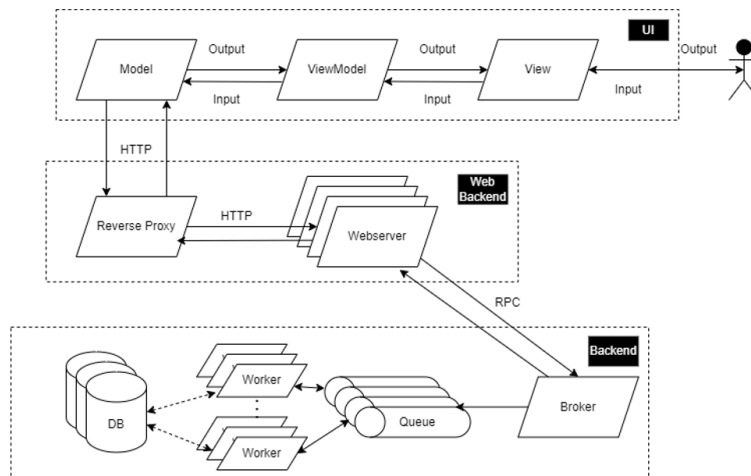 UI
Output
Output
Output
Model
ViewModel
View
Input
Input
Input
HTTP
Web
Backend
Reverse Proxy
HTTP
Webserver
RPC
Backend
Worker
DB
Queue
Broker
Worker